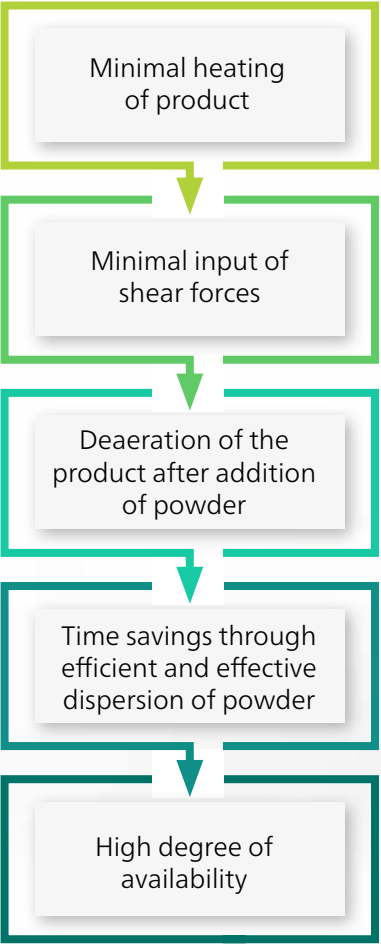 Minimal heating
of product
Minimal input of
shear forces
Deaeration of the
product after addition
of powder
Time savings through
efficient and effective
dispersion of powder
High degree of
availability